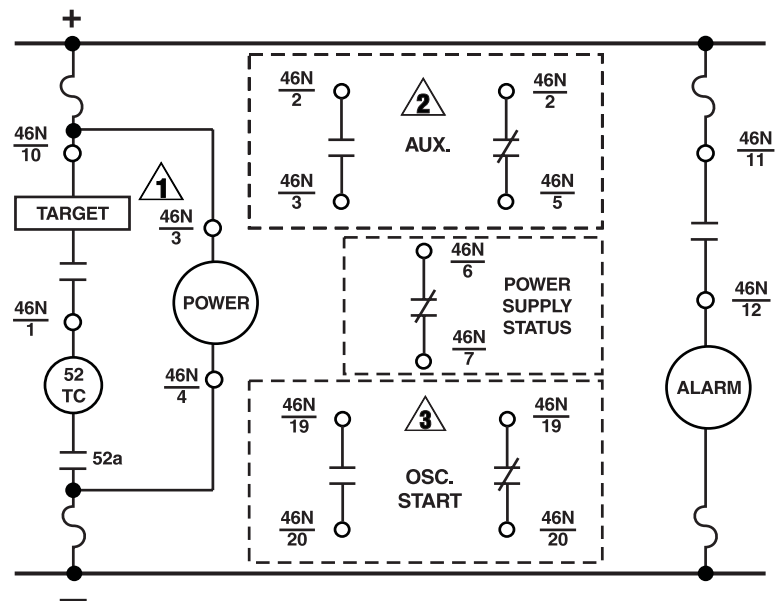 +
46N
10
TARGET
46N
1
52
TC
52a
1
46N
3
POWER
46N
4
46N
2
2
46N
2
AUX.
46N
3
46N
5
46N
6
POWER
SUPPLY
STATUS
46N
7
46N
19
3
46N
19
OSC.
START
46N
20
46N
20
46N
11
46N
12
ALARM
–